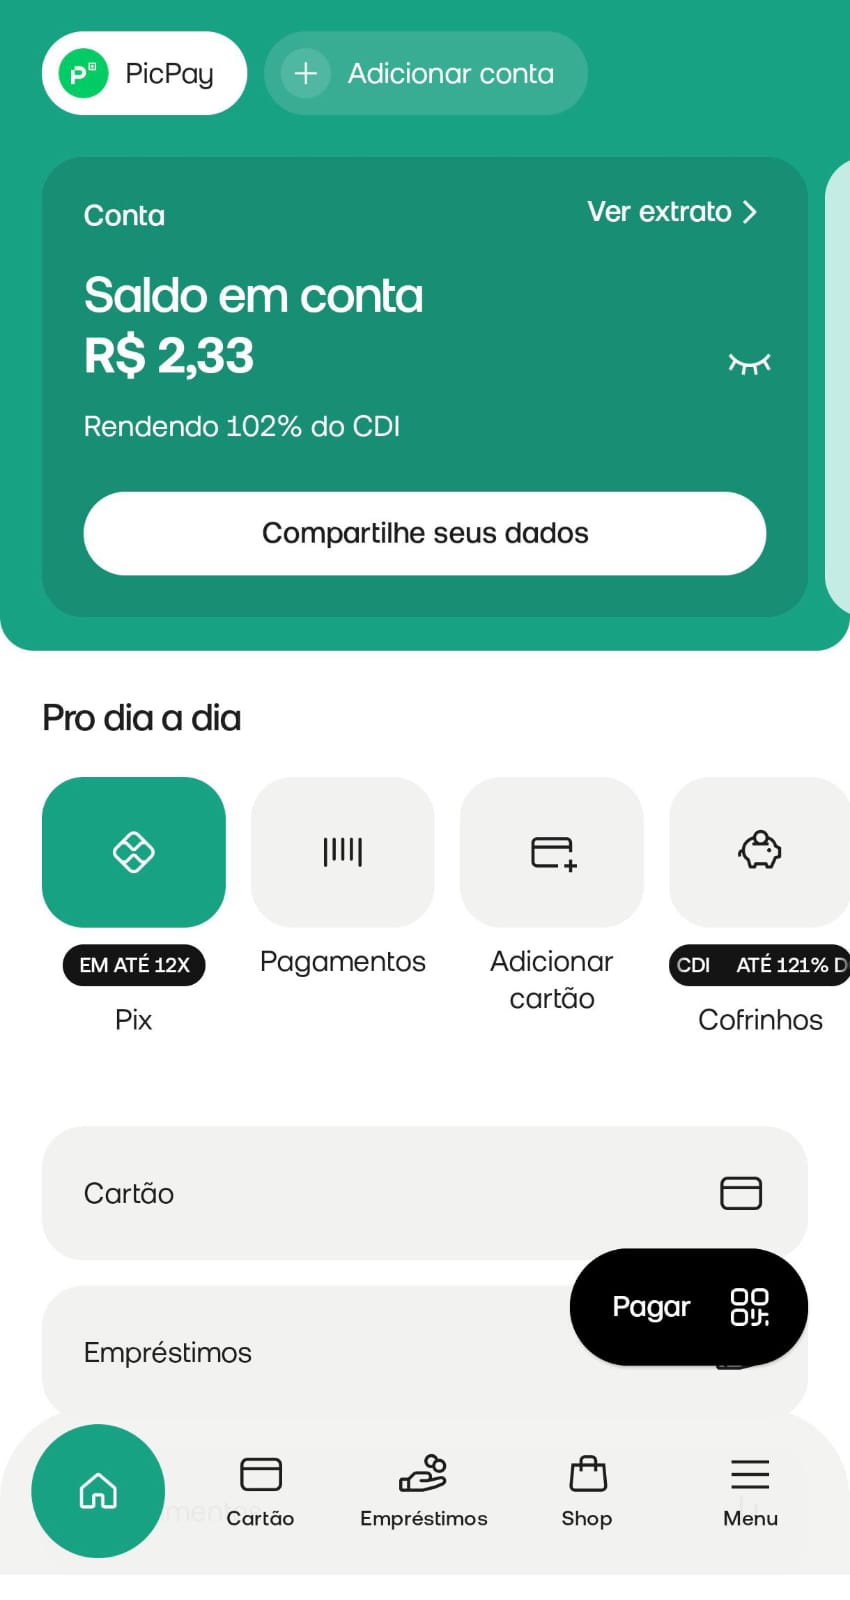 PicPay
Adicionar conta
Conta
Ver extrato
Saldo em conta
R$ 2,33
Rendendo 102% do CDI
Compartilhe seus dados
Pro dia a dia
EM ATÉ 12X
Pix
Pagamentos
Adicionar
cartão
CDI ATÉ 121% D
Cofrinhos
Cartão
Pagar
Empréstimos
Cartão
Empréstimos
Shop
Menu